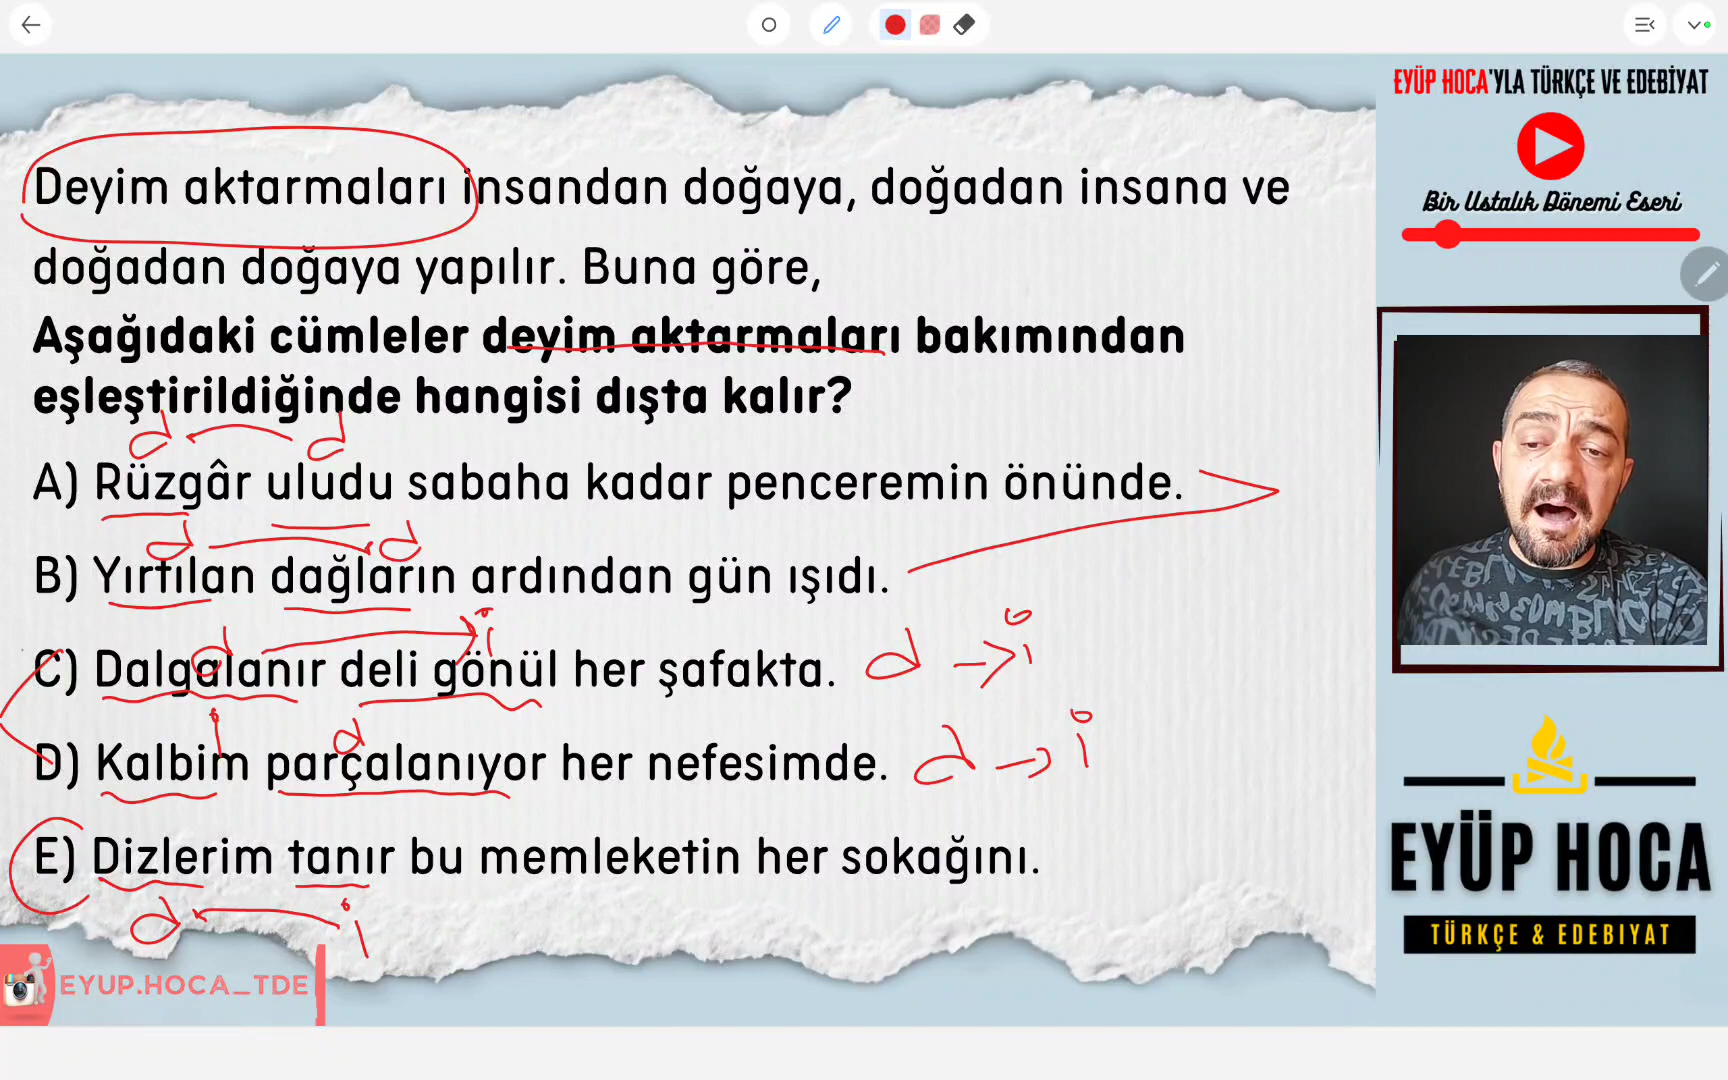 EYÜP HOCA'YLA TÜRKÇE VE EDEBİYAT
Bir Ustalık Dönemi Eseri
Deyim aktarmaları insandan doğaya, doğadan insana ve
doğadan doğaya yapılır. Buna göre,
Aşağıdaki cümleler deyim aktarmaları bakımından
eşleştirildiğinde hangisi dışta kalır?
d d
A) Rüzgâr uludu sabaha kadar penceremin önünde.
d d
B) Yırtılan dağların ardından gün ışıdı.
d i
C) Dalgalanır deli gönül her şafakta. d → i
i d
D) Kalbim parçalanıyor her nefesimde. d → i
E) Dizlerim tanır bu memleketin her sokağını.
d i
EYUP.HOCA_TDE
EYÜP HOCA
TÜRKÇE & EDEBIYAT